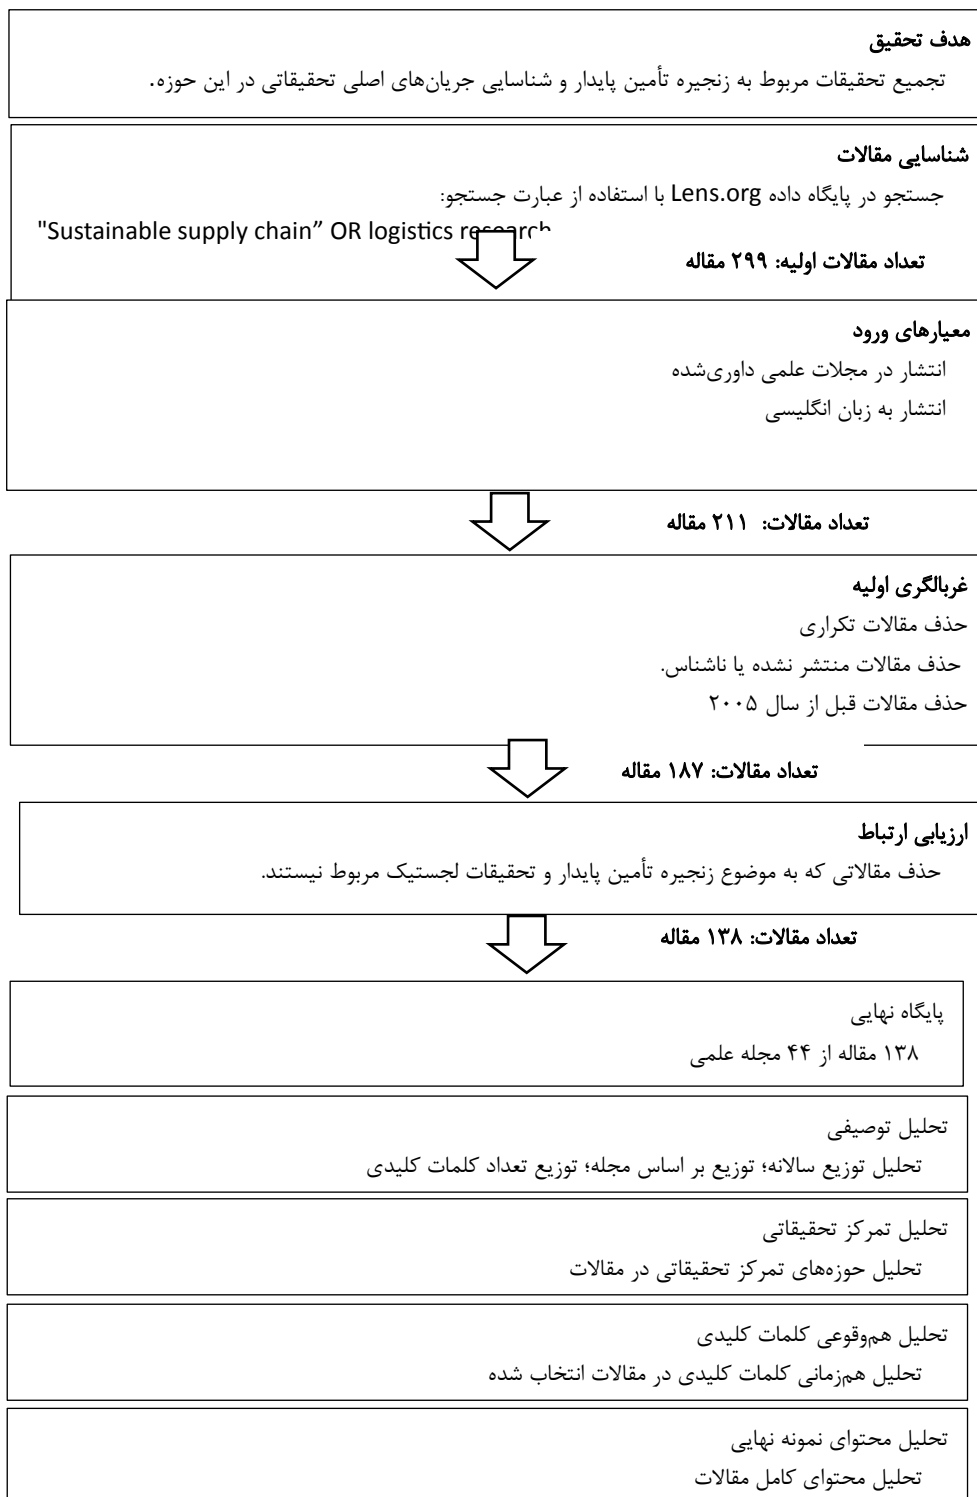 هدف تحقیق
تجمیع تحقیقات مربوط به زنجیره تأمین پایدار و شناسایی جریان‌های اصلی تحقیقاتی در این حوزه.
شناسایی مقالات
جستجو در پایگاه داده Lens.org با استفاده از عبارت جستجو:
"Sustainable supply chain” OR logistics research
تعداد مقالات اولیه: ۲۹۹ مقاله
معیارهای ورود
انتشار در مجلات علمی داوری‌شده
انتشار به زبان انگلیسی
تعداد مقالات: ۲۱۱ مقاله
غربالگری اولیه
حذف مقالات تکراری
حذف مقالات منتشر نشده یا ناشناس.
حذف مقالات قبل از سال ۲۰۰۵
تعداد مقالات: ۱۸۷ مقاله
ارزیابی ارتباط
حذف مقالاتی که به موضوع زنجیره تأمین پایدار و تحقیقات لجستیک مربوط نیستند.
تعداد مقالات: ۱۳۸ مقاله
پایگاه نهایی
۱۳۸ مقاله از ۴۴ مجله علمی
تحلیل توصیفی
تحلیل توزیع سالانه؛ توزیع بر اساس مجله؛ توزیع تعداد کلمات کلیدی
تحلیل تمرکز تحقیقاتی
تحلیل حوزه‌های تمرکز تحقیقاتی در مقالات
تحلیل هم‌وقوعی کلمات کلیدی
تحلیل هم‌زمانی کلمات کلیدی در مقالات انتخاب شده
تحلیل محتوای نمونه نهایی
تحلیل محتوای کامل مقالات